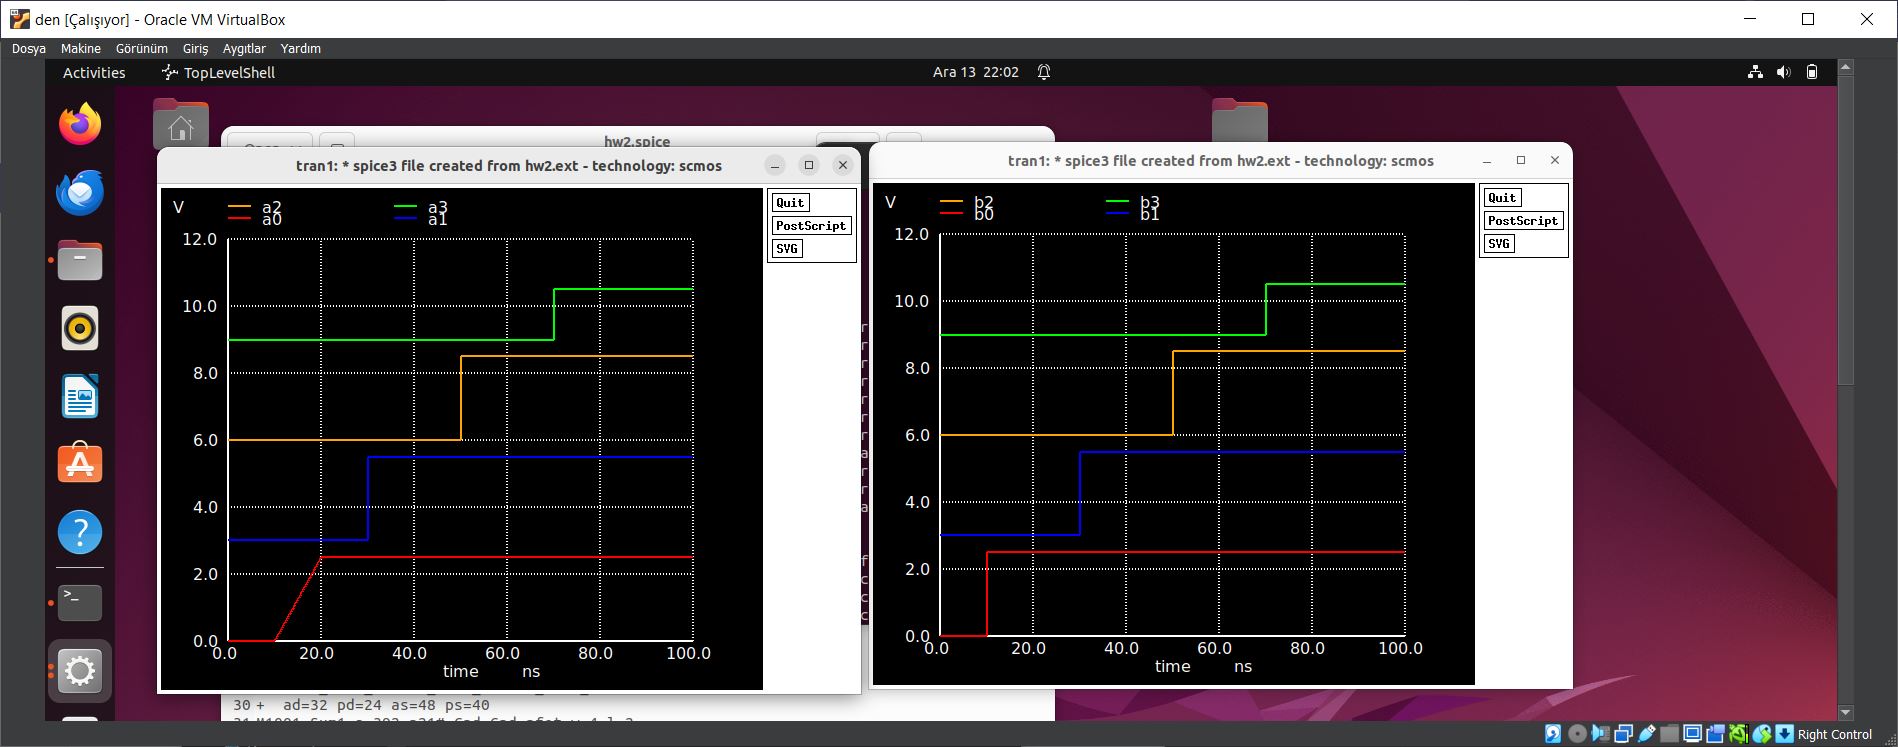 den [Çalışıyor] - Oracle VM VirtualBox
Dosya Makine Görünüm Giriş Aygıtlar Yardım
Activities TopLevelShell Ara 13 22:02
hw2.spice
tran1: * spice3 file created from hw2.ext - technology: scmos
V a2 a3
a0 a1
12.0
10.0
8.0
6.0
4.0
2.0
0.0
0.0 20.0 40.0 60.0 80.0 100.0
time ns
Quit
PostScript
SVG
tran1: * spice3 file created from hw2.ext - technology: scmos
V b2 b3
b0 b1
12.0
10.0
8.0
6.0
4.0
2.0
0.0
0.0 20.0 40.0 60.0 80.0 100.0
time ns
Quit
PostScript
SVG
30 + ad=32 pd=24 as=48 ps=40
Right Control